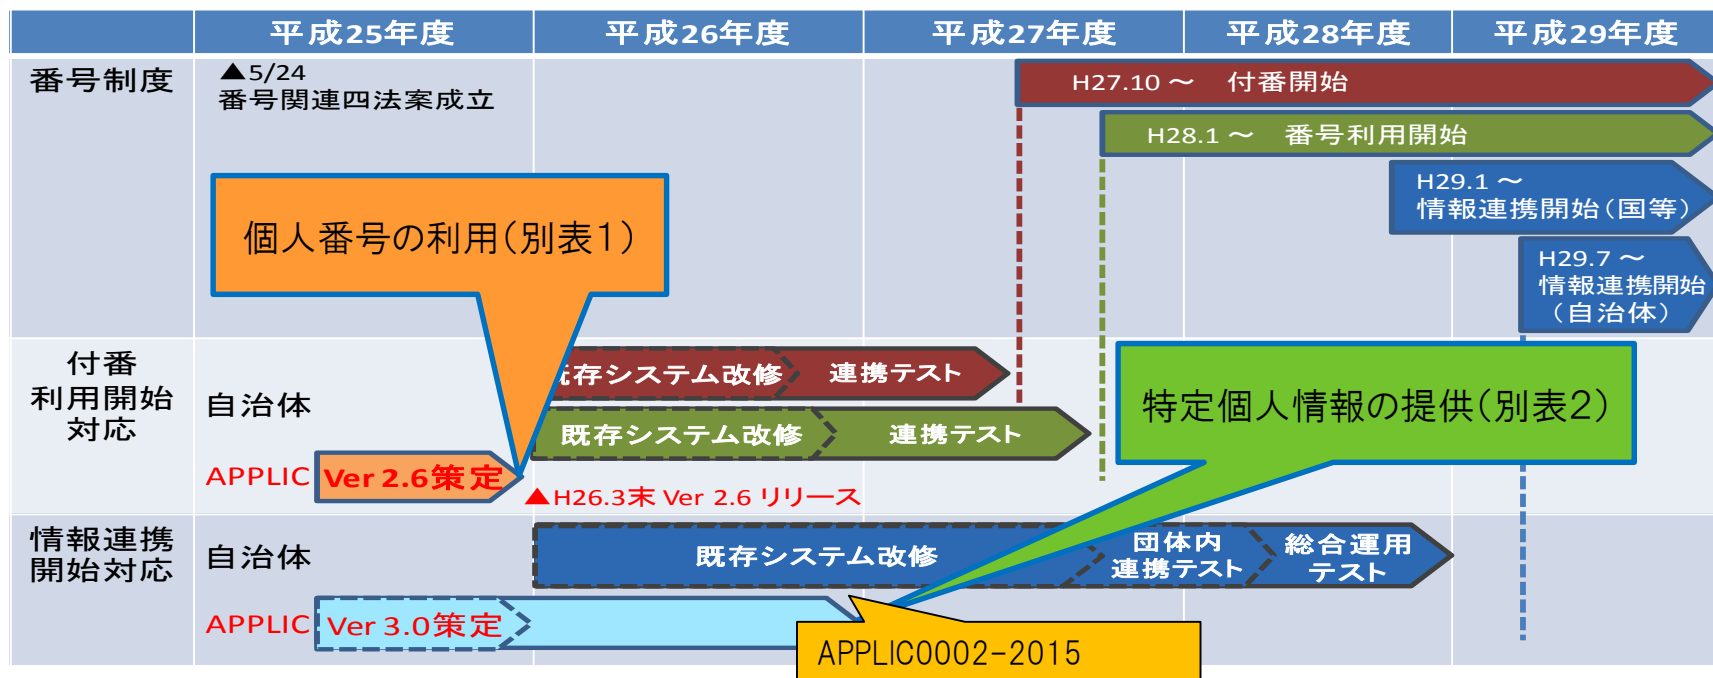 平成25年度
平成26年度
平成27年度
平成28年度
平成29年度
番号制度
▲5/24
番号関連四法案成立
H27.10～　付番開始
H28.1～　番号利用開始
H29.1～
情報連携開始(国等)
H29.7～
情報連携開始
(自治体)
個人番号の利用(別表1)
付番
利用開始
対応
自治体
既存システム改修
連携テスト
既存システム改修
連携テスト
特定個人情報の提供(別表2)
APPLIC
Ver 2.6策定
▲H26.3末 Ver 2.6 リリース
情報連携
開始対応
自治体
既存システム改修
団体内
連携テスト
総合運用
テスト
APPLIC
Ver 3.0策定
APPLIC0002-2015